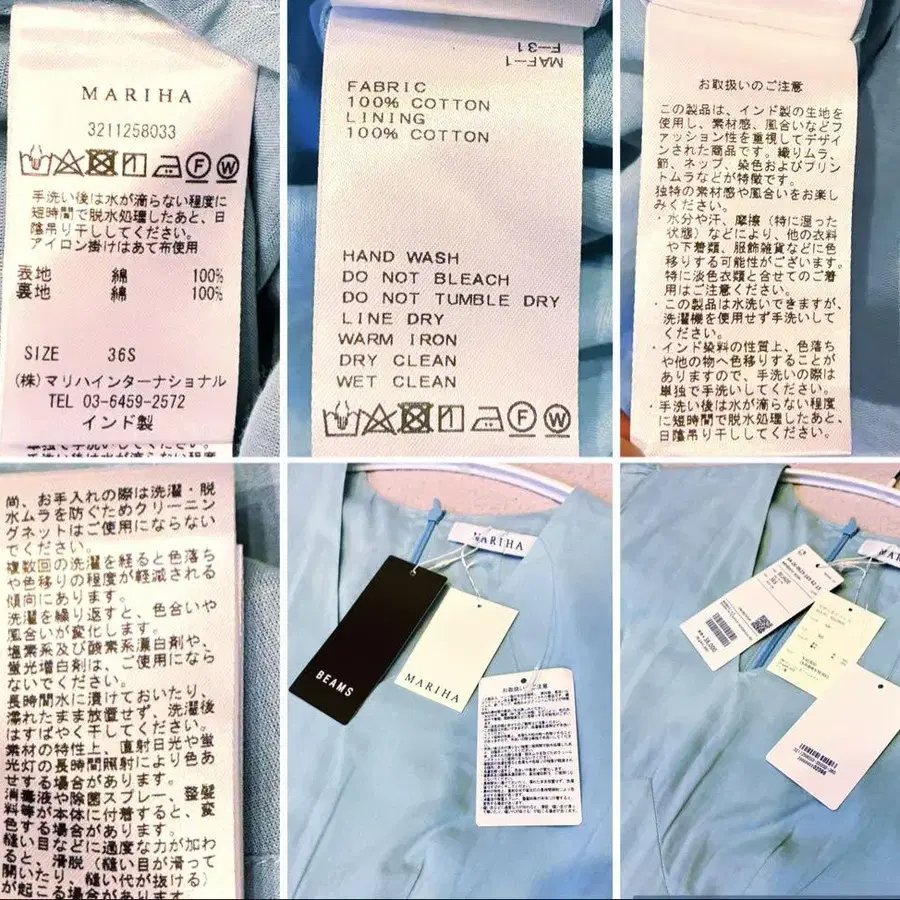 MARIHA
3211258033
手洗い後は水が滴らない程度に
短時間で脱水処理したあと、日
陰吊り干ししてください。
アイロン掛けはあて布使用
表地 綿 100%
裏地 綿 100%
SIZE 36S
(株)マリハインターナショナル
TEL 03-6459-2572
インド製
MAF-1
F-31
FABRIC
100% COTTON
LINING
100% COTTON
HAND WASH
DO NOT BLEACH
DO NOT TUMBLE DRY
LINE DRY
WARM IRON
DRY CLEAN
WET CLEAN
お取扱いのご注意
この製品は、インド製の生地を
使用し、素材感、風合いなどフ
ァッション性を重視してデザイ
ンされた商品です。織りムラ、
節、ネップ、染色およびプリン
トムラなどが特徴です。
独特の素材感や風合いをお楽し
みください。
・水分や汗、摩擦（特に湿った
状態）などにより、他の衣料
や下着類、服飾雑貨などに色
移りする可能性がございます。
特に淡色衣類と合せてのご着
用はご注意ください。
・この製品は水洗いできますが、
洗濯機を使用せず手洗いして
ください。
・インド染料の性質上、色落ち
や他の物へ色移りすることが
ありますので、手洗いの際は
単独で手洗いしてください。
・手洗い後は水が滴らない程度
に短時間で脱水処理したあと、
日陰吊り干ししてください。
尚、お手入れの際は洗濯・脱
水ムラを防ぐためクリーニン
グネットはご使用にならない
でください。
複数回の洗濯を経ると色落ち
や色移りの程度が軽減される
傾向にあります。
洗濯を繰り返すと、色合いや
風合いが変化します。
塩素系及び酸素系漂白剤や、
蛍光増白剤は、ご使用になら
ないでください。
長時間水に漬けておいたり、
濡れたまま放置せず、洗濯後
はすばやく干してください。
素材の特性上、直射日光や蛍
光灯の長時間照射により色あ
せする場合があります。
消毒液や除菌スプレー、整髪
料等が本体に付着すると、変
色する場合があります。
縫い目などに過度な力が加わ
ると、滑脱（縫い目が滑って
開いたり、縫い代が抜ける）
が起こる場合があります。
MARIHA
BEAMS
MARIHA
お取扱いのご注意